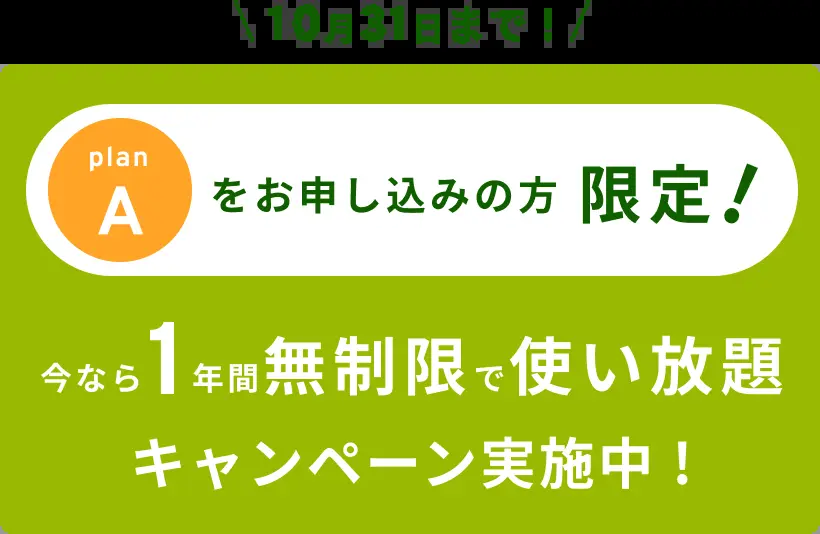 \10月31日まで！/
plan
A
をお申し込みの方 限定！
今なら1年間無制限で使い放題
キャンペーン実施中！